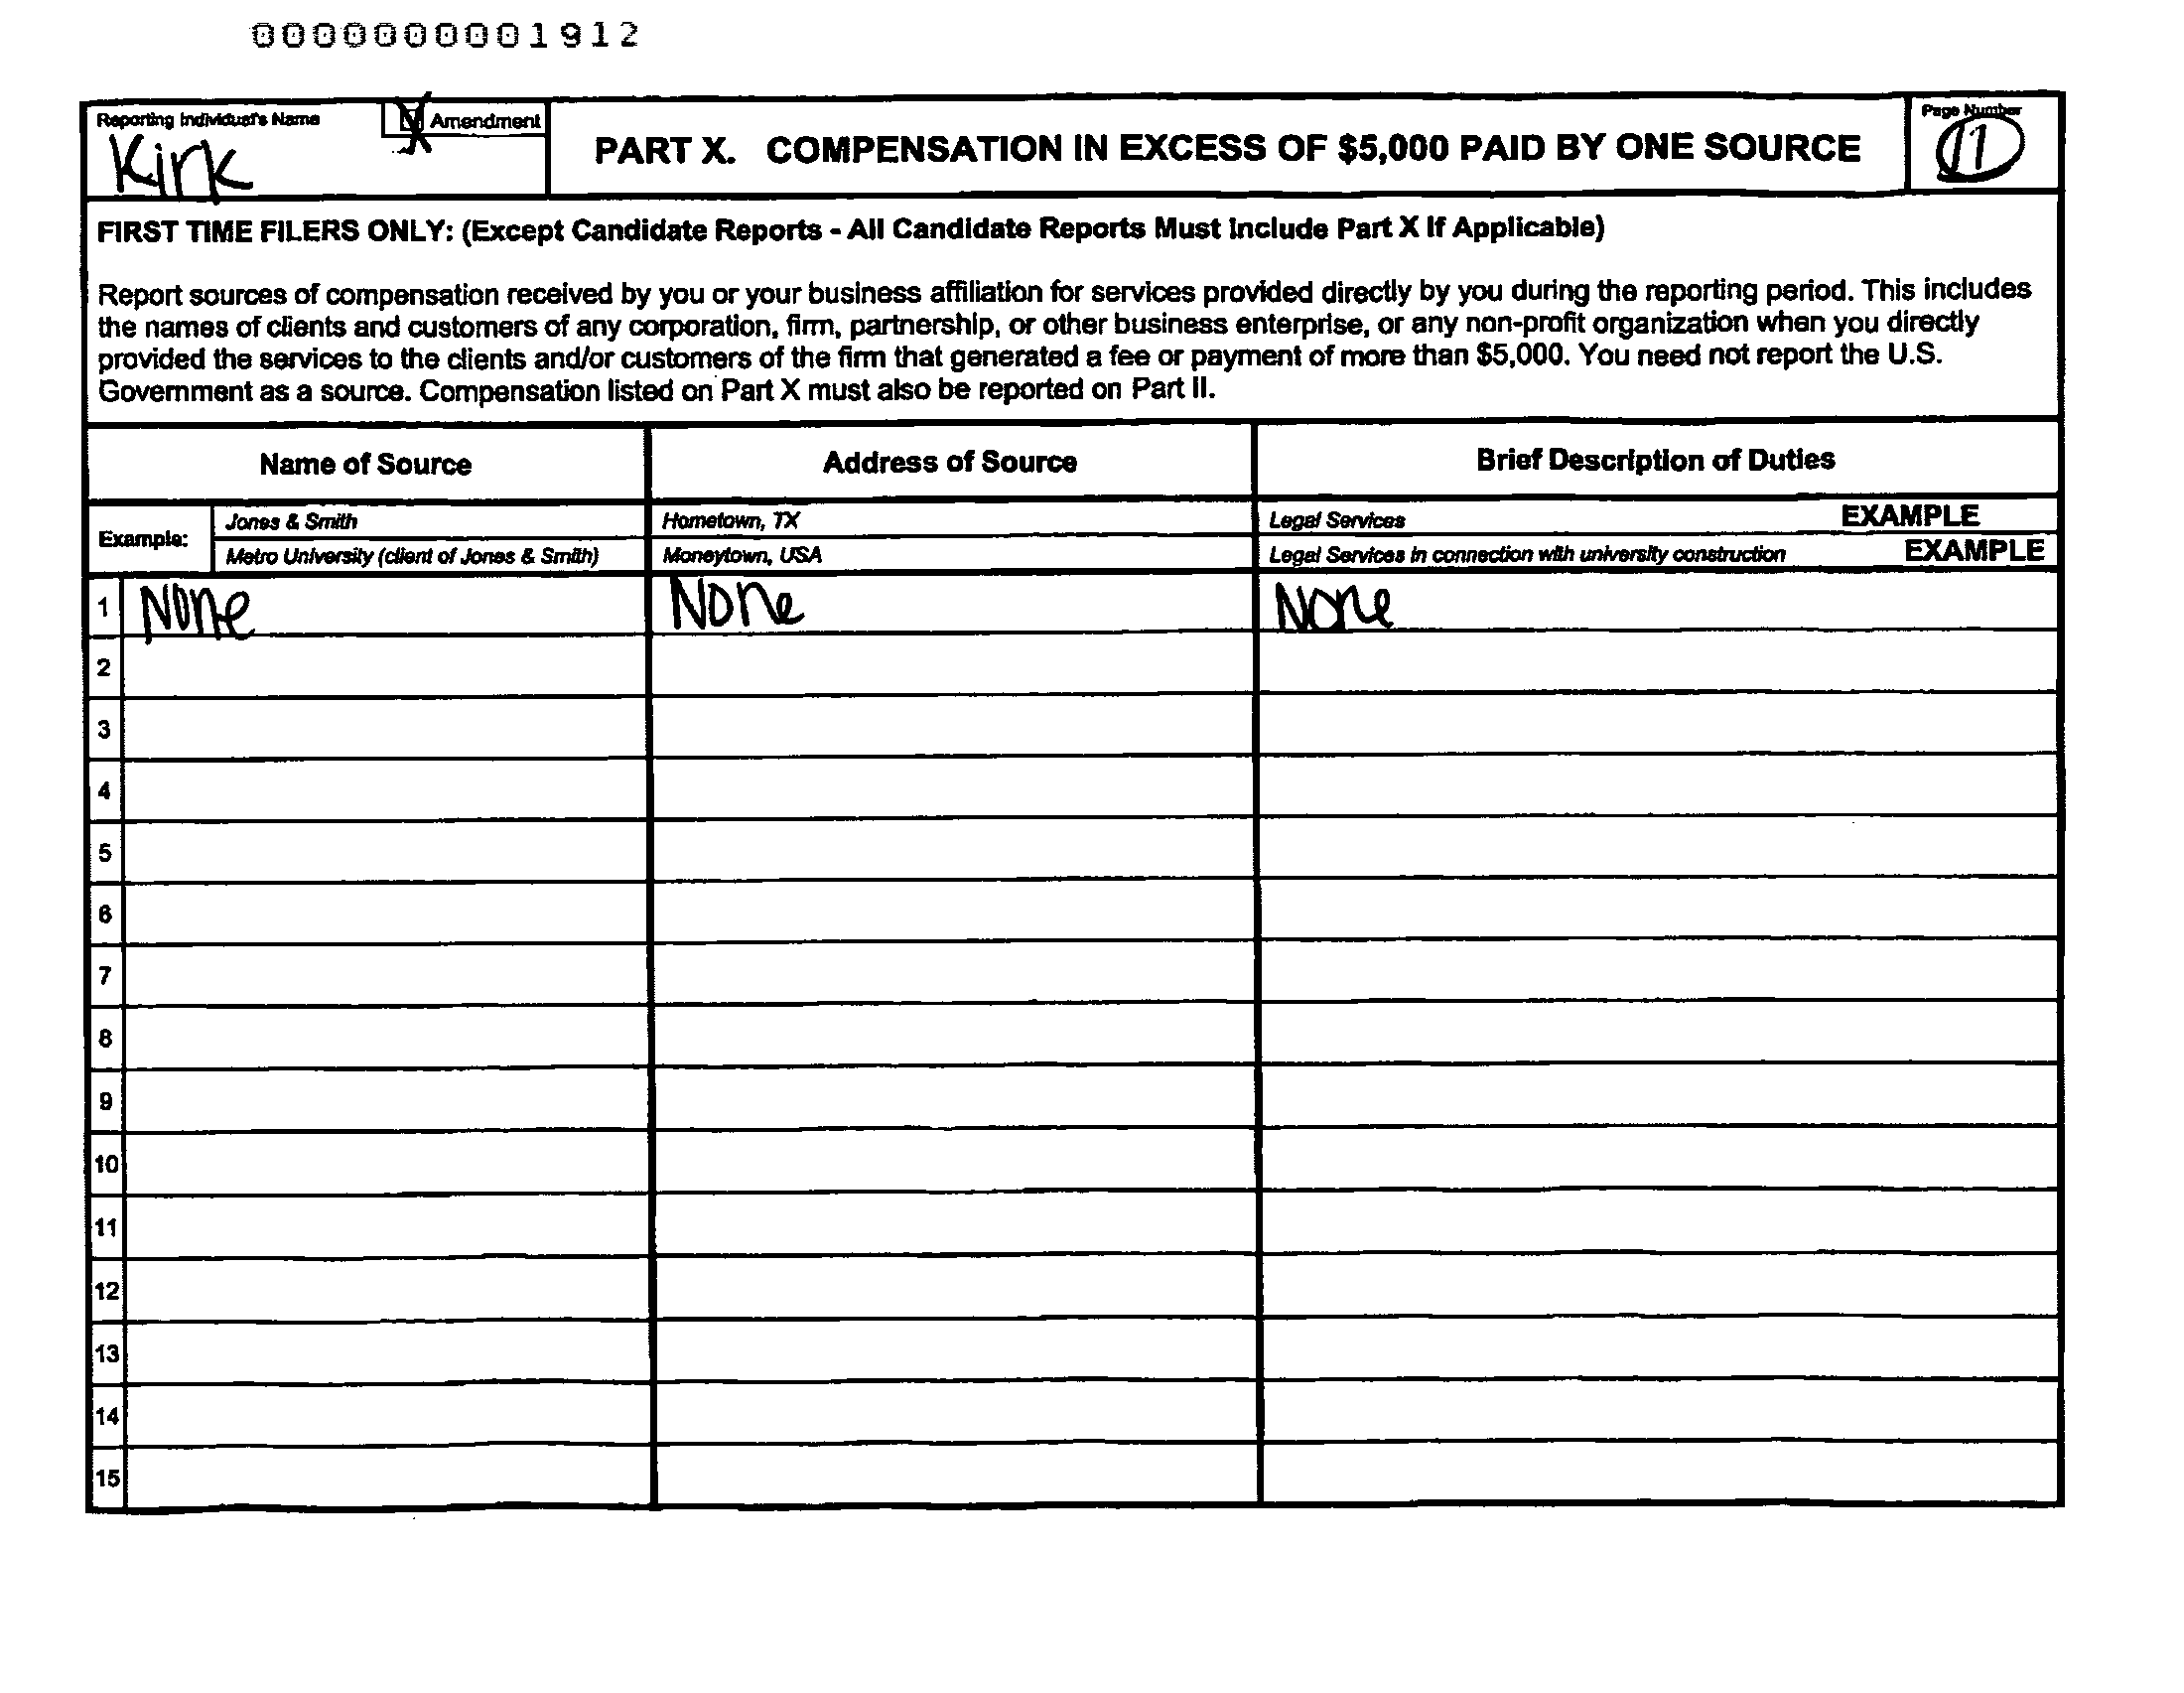 0000000001912
Reporting Individual's Name
Kirk
Amendment
PART X. COMPENSATION IN EXCESS OF $5,000 PAID BY ONE SOURCE
Page Number
11
FIRST TIME FILERS ONLY: (Except Candidate Reports - All Candidate Reports Must Include Part X If Applicable)
Report sources of compensation received by you or your business affiliation for services provided directly by you during the reporting period. This includes
the names of clients and customers of any corporation, firm, partnership, or other business enterprise, or any non-profit organization when you directly
provided the services to the clients and/or customers of the firm that generated a fee or payment of more than $5,000. You need not report the U.S.
Government as a source. Compensation listed on Part X must also be reported on Part II.
Name of Source Address of Source Brief Description of Duties
Example:
Jones & Smith Hometown, TX Legal Services EXAMPLE
Metro University (client of Jones & Smith) Moneytown, USA Legal Services in connection with university construction EXAMPLE
1 None None None
2
3
4
5
6
7
8
9
10
11
12
13
14
15